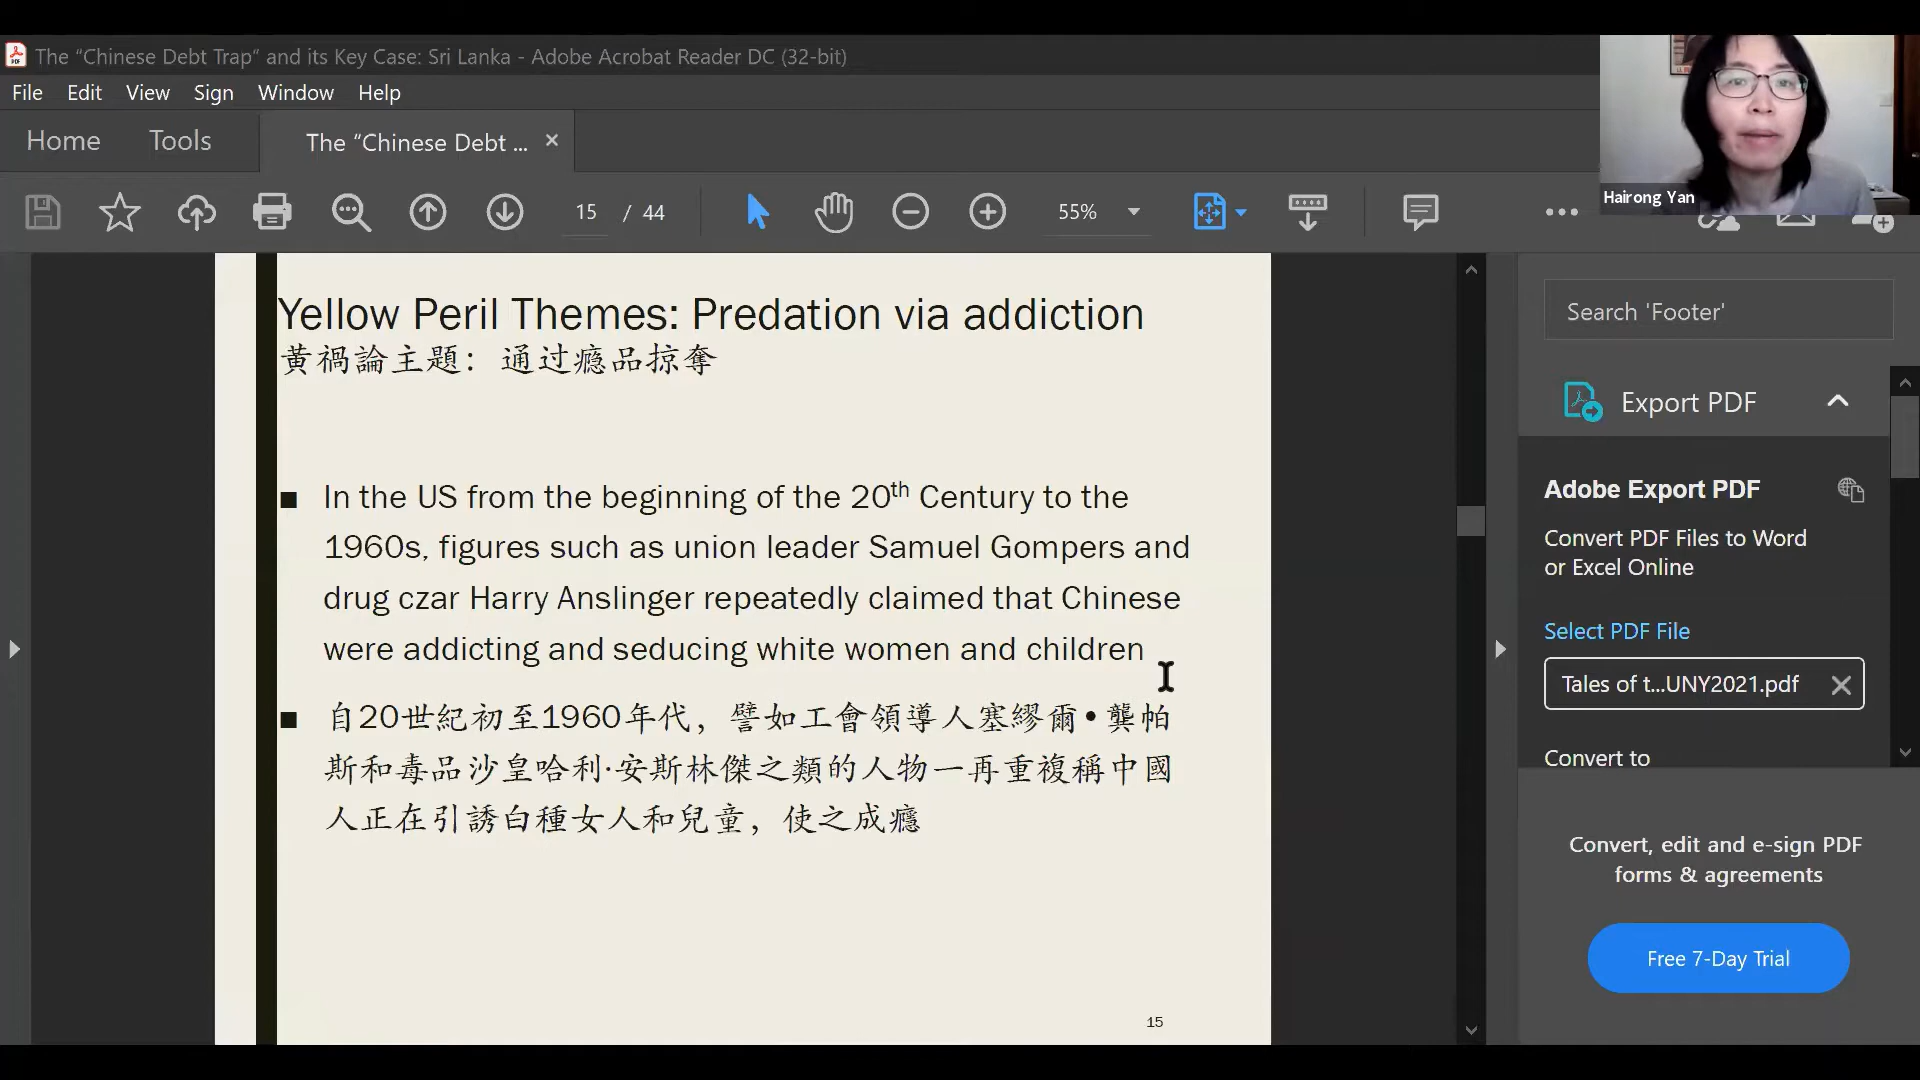 The “Chinese Debt Trap” and its Key Case: Sri Lanka - Adobe Acrobat Reader DC (32-bit)
File Edit View Sign Window Help
Home Tools The “Chinese Debt ...
Hairong Yan
15 / 44 55%
Yellow Peril Themes: Predation via addiction
黃禍論主題：通过瘾品掠奪
In the US from the beginning of the 20th Century to the
1960s, figures such as union leader Samuel Gompers and
drug czar Harry Anslinger repeatedly claimed that Chinese
were addicting and seducing white women and children
自20世紀初至1960年代，譬如工會領導人塞繆爾•龔帕
斯和毒品沙皇哈利·安斯林傑之類的人物一再重複稱中國
人正在引誘白種女人和兒童，使之成癮
15
Search 'Footer'
Export PDF
Adobe Export PDF
Convert PDF Files to Word
or Excel Online
Select PDF File
Tales of t...UNY2021.pdf
Convert to
Convert, edit and e-sign PDF
forms & agreements
Free 7-Day Trial